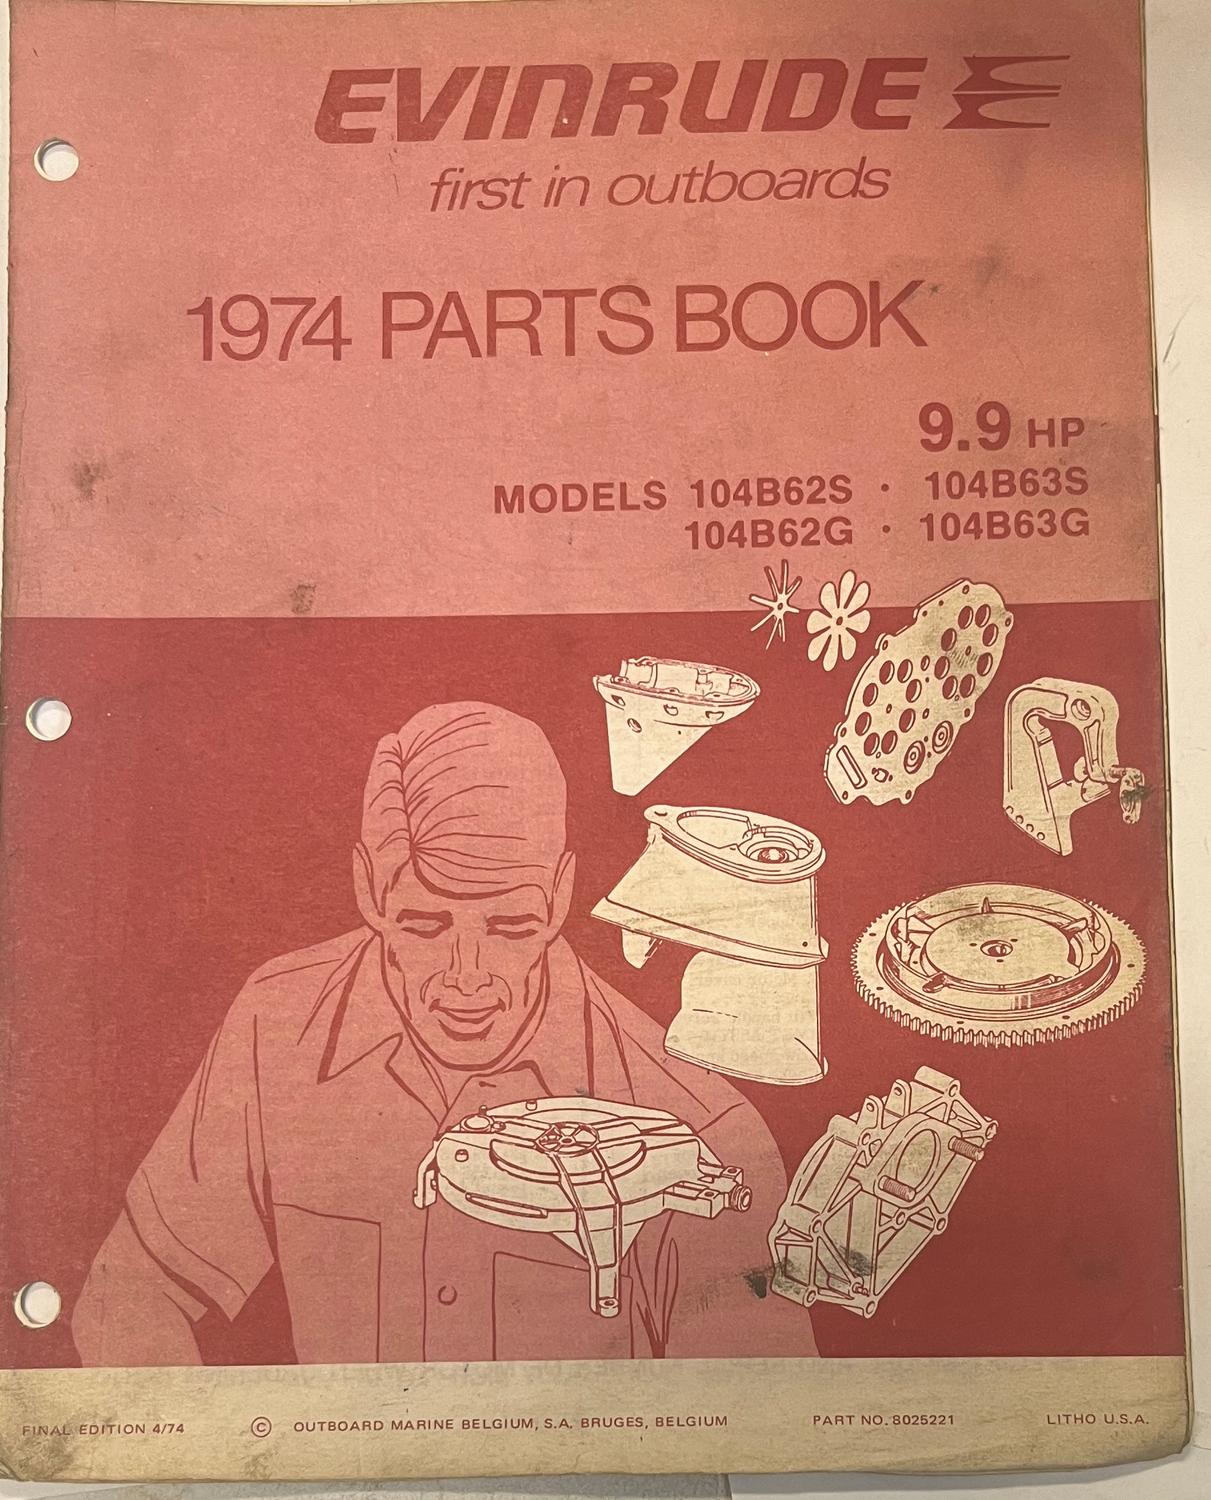 EVINRUDE
first in outboards
1974 PARTS BOOK
9.9 HP
MODELS 104B62S · 104B63S
104B62G · 104B63G
FINAL EDITION 4/74 © OUTBOARD MARINE BELGIUM, S.A. BRUGES, BELGIUM PART NO. 8025221 LITHO U.S.A.